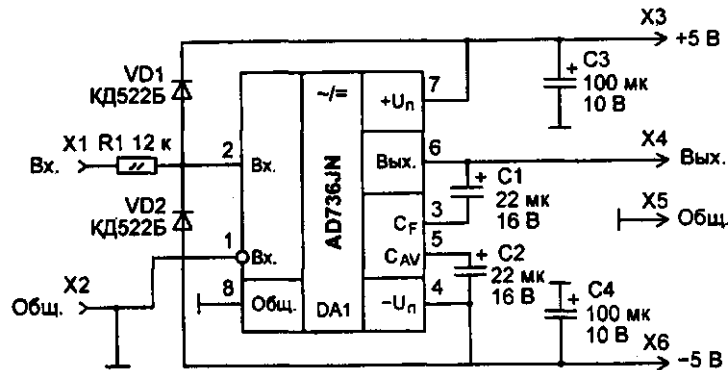 X3
+5 В
C3
100 мк
10 В
VD1
КД522Б
~/=
7
+Uп
X1
R1 12 к
Вх.
2
Вх.
AD736JN
Вых.
6
X4
Вых.
C1
22 мк
16 В
VD2
КД522Б
3
CF
X5
Общ.
1
Вх.
5
CAV
C2
22 мк
16 В
X2
Общ.
8
Общ.
DA1
4
–Uп
C4
100 мк
10 В
X6
–5 В